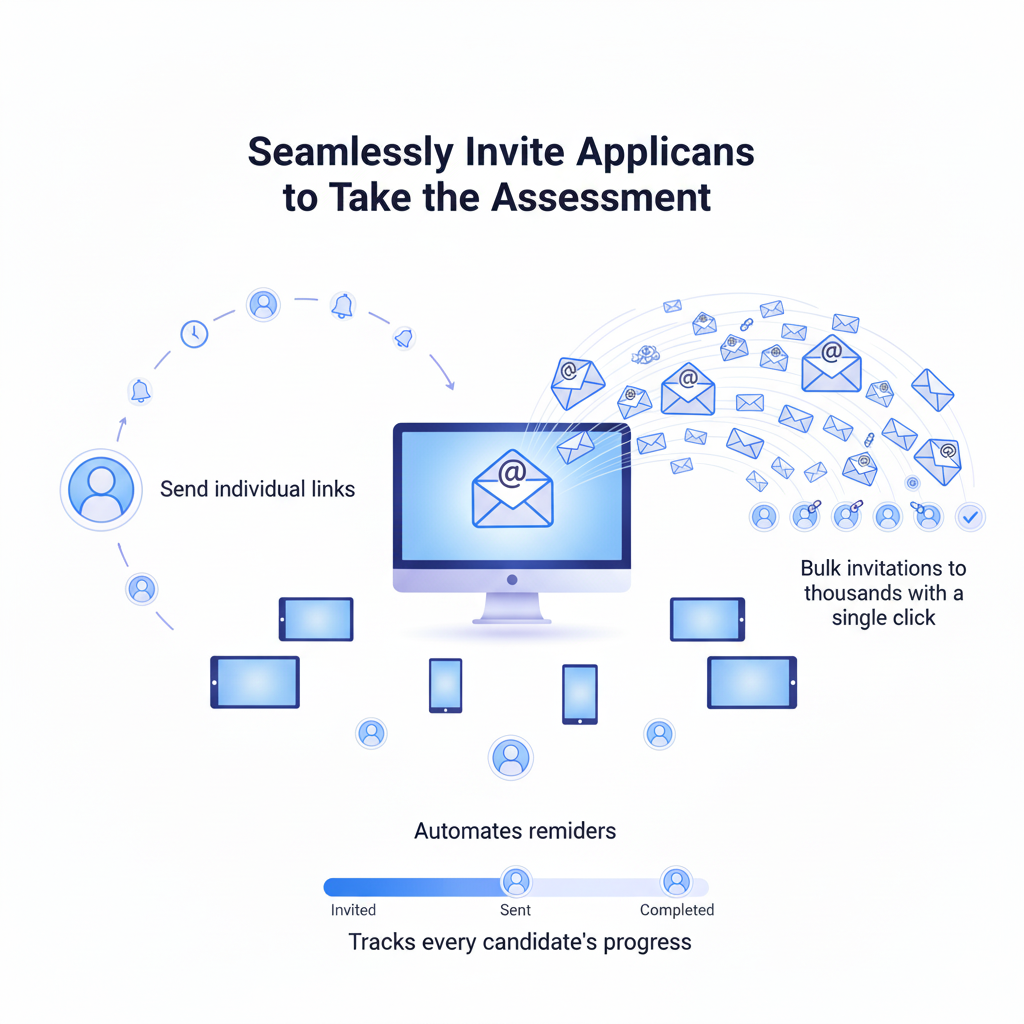 Seamlessly Invite Applicans
to Take the Assessment
Send individual links
@
@
@
@
@
Bulk invitations to
thousands with a
single click
Automates remiders
Invited Sent Completed
Tracks every candidate's progress